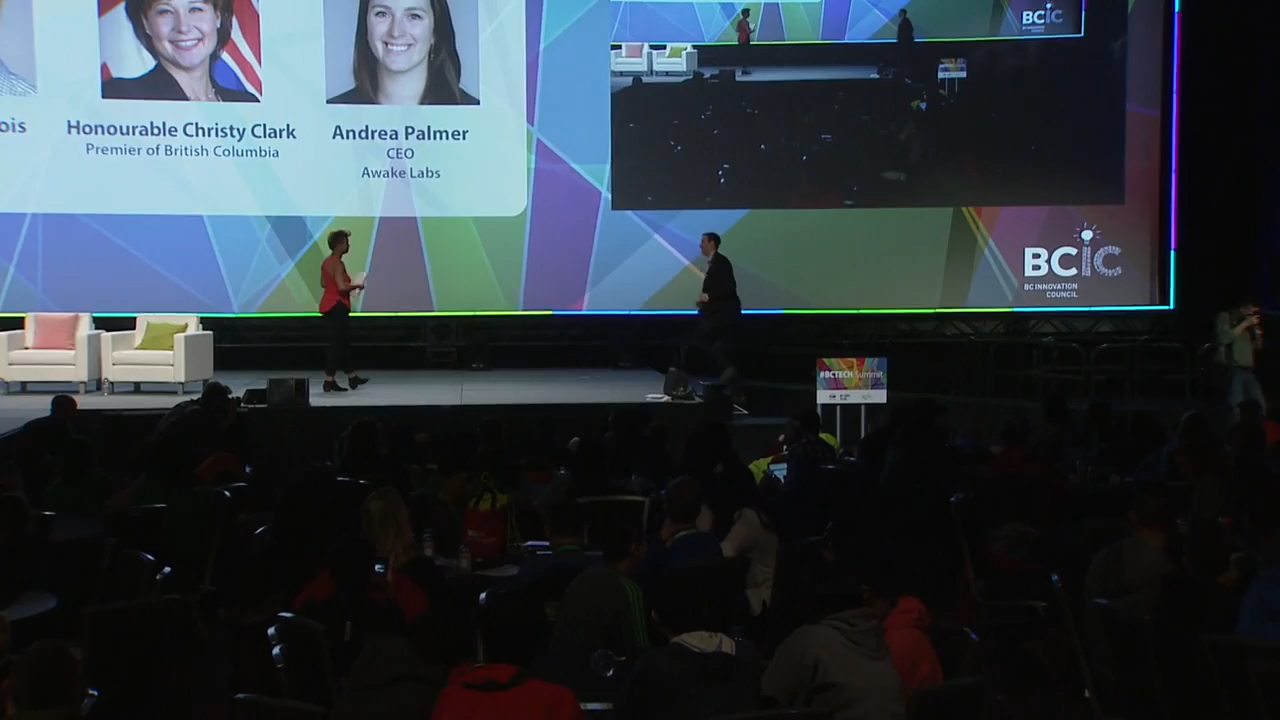 ois
Honourable Christy Clark
Premier of British Columbia
Andrea Palmer
CEO
Awake Labs
BCIC
BCIC
BC INNOVATION
COUNCIL
#BCTECH Summit